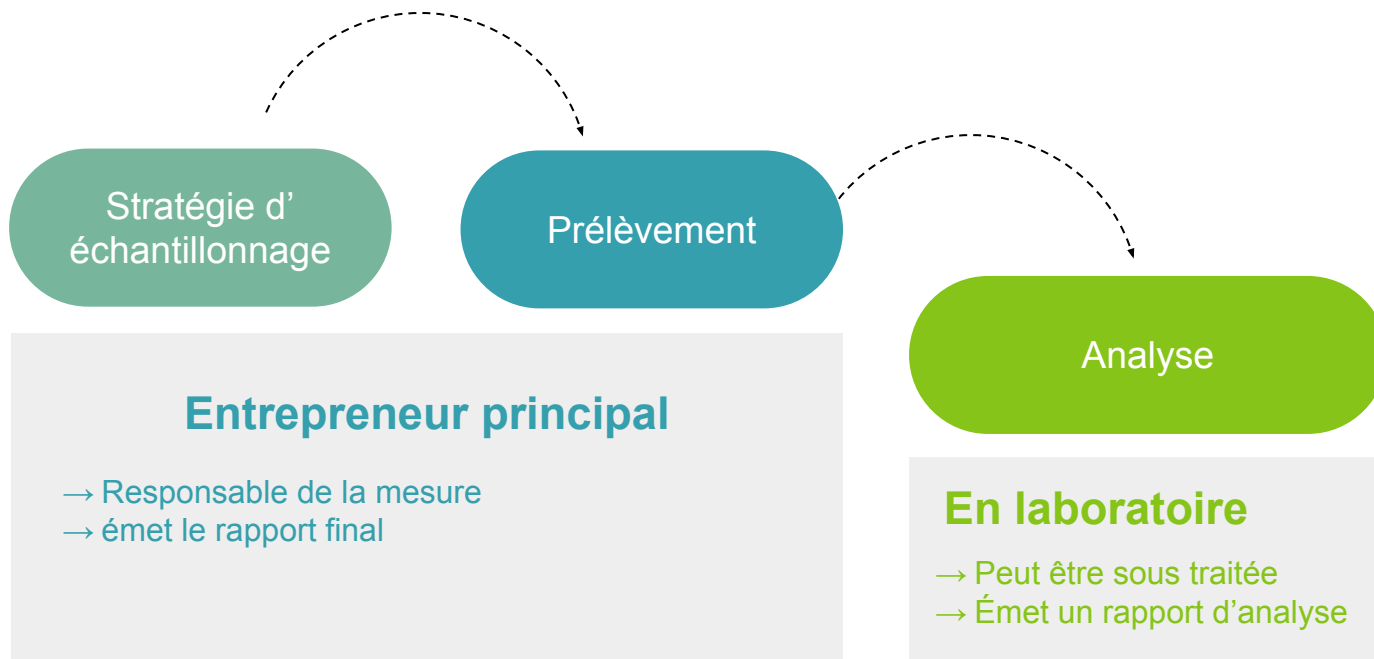 Stratégie d’
échantillonnage
Prélèvement
Analyse
Entrepreneur principal
→ Responsable de la mesure
→ émet le rapport final
En laboratoire
→ Peut être sous traitée
→ Émet un rapport d’analyse